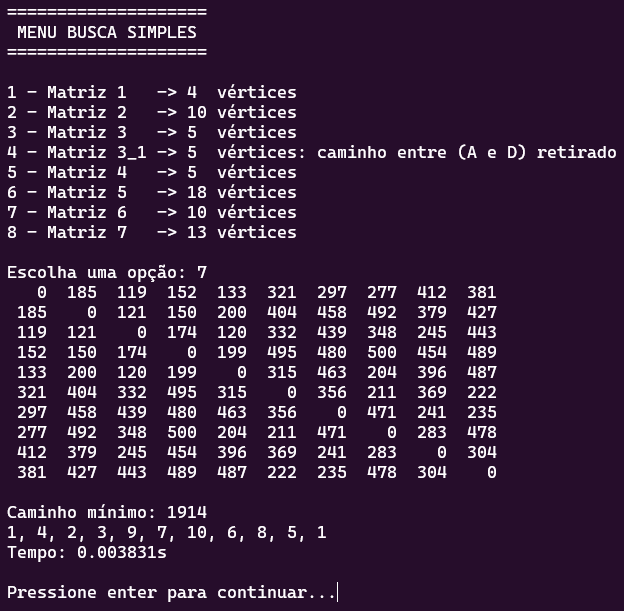 ====================
 MENU BUSCA SIMPLES
====================
1 - Matriz 1   -> 4  vértices
2 - Matriz 2   -> 10 vértices
3 - Matriz 3   -> 5  vértices
4 - Matriz 3_1 -> 5  vértices: caminho entre (A e D) retirado
5 - Matriz 4   -> 5  vértices
6 - Matriz 5   -> 18 vértices
7 - Matriz 6   -> 10 vértices
8 - Matriz 7   -> 13 vértices
Escolha uma opção: 7
   0  185  119  152  133  321  297  277  412  381
 185    0  121  150  200  404  458  492  379  427
 119  121    0  174  120  332  439  348  245  443
 152  150  174    0  199  495  480  500  454  489
 133  200  120  199    0  315  463  204  396  487
 321  404  332  495  315    0  356  211  369  222
 297  458  439  480  463  356    0  471  241  235
 277  492  348  500  204  211  471    0  283  478
 412  379  245  454  396  369  241  283    0  304
 381  427  443  489  487  222  235  478  304    0
Caminho mínimo: 1914
1, 4, 2, 3, 9, 7, 10, 6, 8, 5, 1
Tempo: 0.003831s
Pressione enter para continuar...